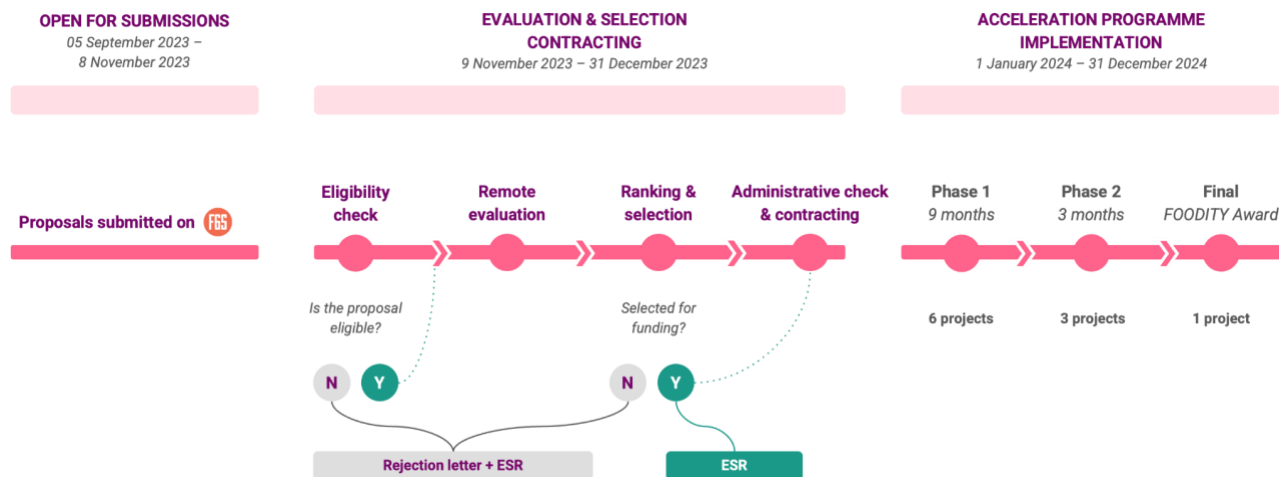 OPEN FOR SUBMISSIONS
05 September 2023 –
8 November 2023
EVALUATION & SELECTION
CONTRACTING
9 November 2023 – 31 December 2023
ACCELERATION PROGRAMME
IMPLEMENTATION
1 January 2024 – 31 December 2024
Proposals submitted on F6S
Eligibility
check
Remote
evaluation
Ranking &
selection
Administrative check
& contracting
Phase 1
9 months
Phase 2
3 months
Final
FOODITY Award
Is the proposal
eligible?
Selected for
funding?
6 projects
3 projects
1 project
N
Y
N
Y
Rejection letter + ESR
ESR